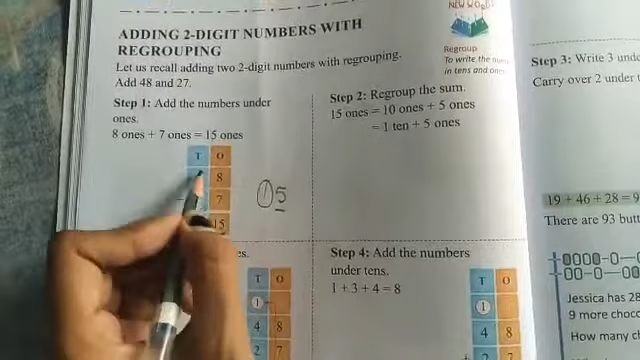 ADDING 2-DIGIT NUMBERS WITH
REGROUPING
Let us recall adding two 2-digit numbers with regrouping.
Add 48 and 27.
Step 1: Add the numbers under
ones.
8 ones + 7 ones = 15 ones
T O
8
7
15
15
NEW WORDS
Regroup
To write the
in tens and
Step 2: Regroup the sum.
15 ones = 10 ones + 5 ones
= 1 ten + 5 ones
es.
T O
1
4 8
2 7
Step 4: Add the numbers
under tens.
1 + 3 + 4 = 8
T O
1
4 8
+ 2 7
Step 3: Write 3 unde
Carry over 2 under
19 + 46 + 28 = 9
There are 93 butt
Jessica has 28
9 more choco
How many c